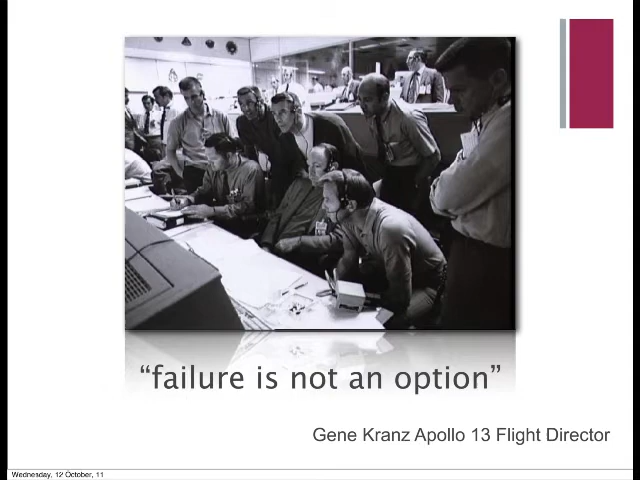 “failure is not an option”
Gene Kranz Apollo 13 Flight Director
Wednesday, 12 October, 11